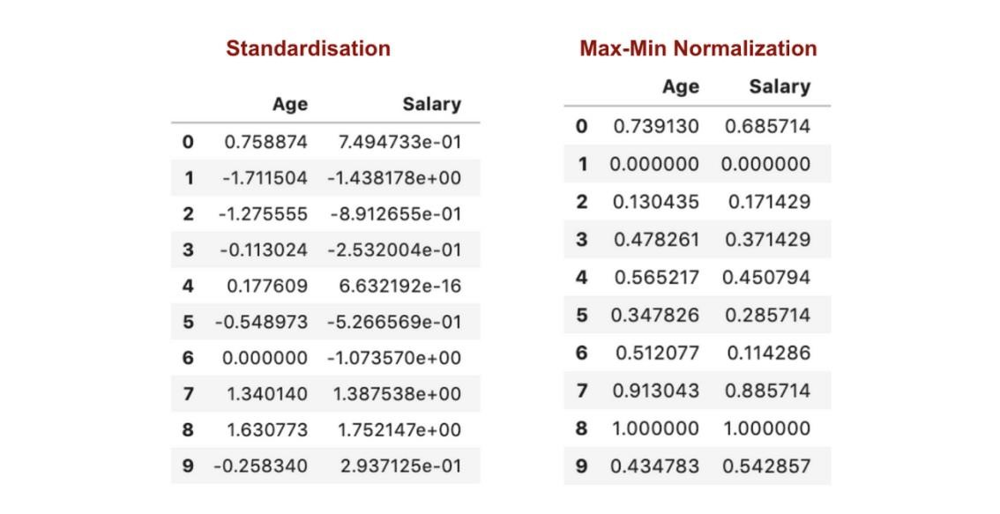 Standardisation
Age Salary
0 0.758874 7.494733e-01
1 -1.711504 -1.438178e+00
2 -1.275555 -8.912655e-01
3 -0.113024 -2.532004e-01
4 0.177609 6.632192e-16
5 -0.548973 -5.266569e-01
6 0.000000 -1.073570e+00
7 1.340140 1.387538e+00
8 1.630773 1.752147e+00
9 -0.258340 2.937125e-01
Max-Min Normalization
Age Salary
0 0.739130 0.685714
1 0.000000 0.000000
2 0.130435 0.171429
3 0.478261 0.371429
4 0.565217 0.450794
5 0.347826 0.285714
6 0.512077 0.114286
7 0.913043 0.885714
8 1.000000 1.000000
9 0.434783 0.542857